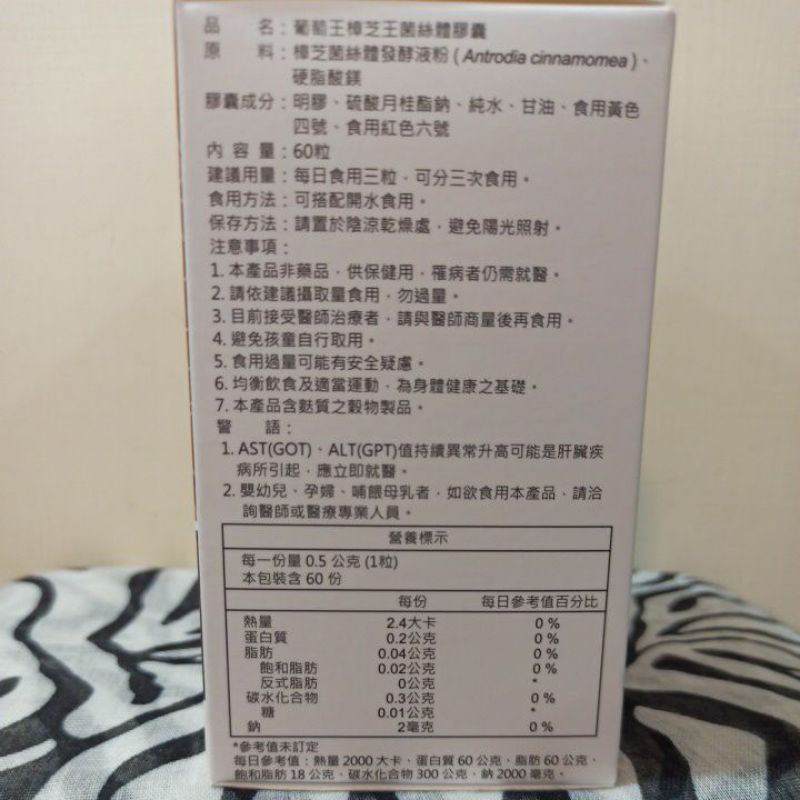 品　　名：葡萄王樟芝王菌絲體膠囊
原　　料：樟芝菌絲體發酵液粉（Antrodia cinnamomea）、
硬脂酸鎂
膠囊成分：明膠、硫酸月桂酯鈉、純水、甘油、食用黃色
四號、食用紅色六號
內 容 量：60粒
建議用量：每日食用三粒，可分三次食用。
食用方法：可搭配開水食用。
保存方法：請置於陰涼乾燥處，避免陽光照射。
注意事項：
1. 本產品非藥品，供保健用，罹病者仍需就醫。
2. 請依建議攝取量食用，勿過量。
3. 目前接受醫師治療者，請與醫師商量後再食用。
4. 避免孩童自行取用。
5. 食用過量可能有安全疑慮。
6. 均衡飲食及適當運動，為身體健康之基礎。
7. 本產品含麩質之穀物製品。
警　　語：
1. AST(GOT)、ALT(GPT)值持續異常升高可能是肝臟疾
病所引起，應立即就醫。
2. 嬰幼兒、孕婦、哺餵母乳者，如欲食用本產品，請洽
詢醫師或醫療專業人員。
營養標示
每一份量 0.5 公克 (1粒)
本包裝含 60 份
每份　每日參考值百分比
熱量　2.4大卡　0 %
蛋白質　0.2公克　0 %
脂肪　0.04公克　0 %
飽和脂肪　0.02公克　0 %
反式脂肪　0公克　*
碳水化合物　0.3公克　0 %
糖　0.01公克　*
鈉　2毫克　0 %
*參考值未訂定
每日參考值：熱量 2000 大卡、蛋白質 60 公克、脂肪 60 公克、
飽和脂肪 18 公克、碳水化合物 300 公克、鈉 2000 毫克。